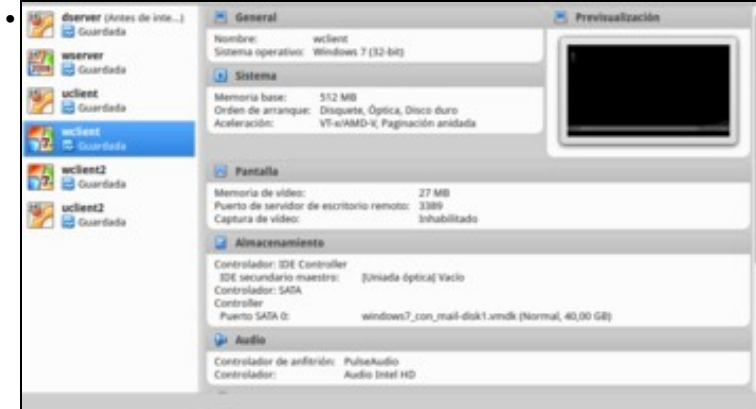 dserver (Antes de inte...)
Guardada
wserver
Guardada
uclient
Guardada
wclient
Guardada
wclient2
Guardada
uclient2
Guardada
General
Nombre: wclient
Sistema operativo: Windows 7 (32-bit)
Sistema
Memoria base: 512 MB
Orden de arranque: Disquete, Óptica, Disco duro
Aceleración: VT-x/AMD-V, Paginación anidada
Previsualización
Pantalla
Memoria de vídeo: 27 MB
Puerto de servidor de escritorio remoto: 3389
Captura de vídeo: Inhabilitado
Almacenamiento
Controlador: IDE Controller
IDE secundario maestro: [Uniada óptica] Vacío
Controlador: SATA
Controller
Puerto SATA 0: windows7_con_mail-disk1.vmdk (Normal, 40,00 GB)
Audio
Controlador de anfitrión: PulseAudio
Controlador: Audio Intel HD